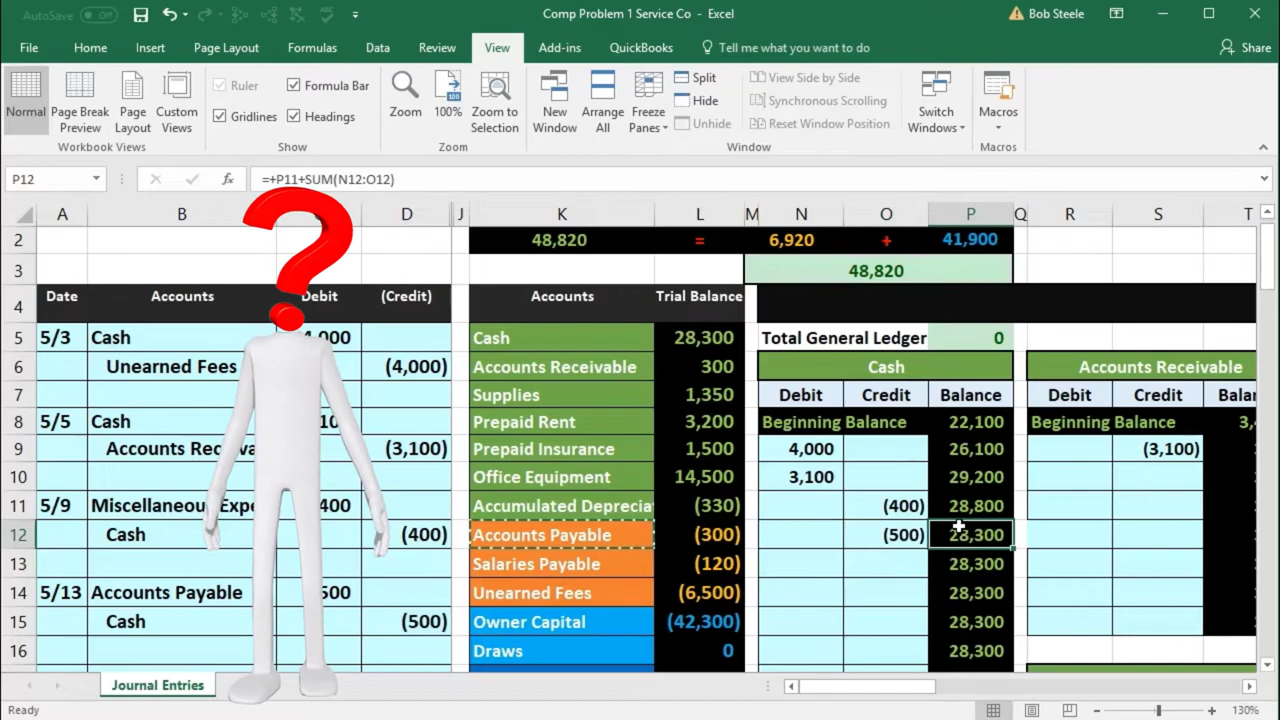 AutoSave Off Comp Problem 1 Service Co - Excel Bob Steele
File Home Insert Page Layout Formulas Data Review View Add-ins QuickBooks Tell me what you want to do Share
Normal Page Break Preview Page Layout Custom Views
Ruler Formula Bar
Gridlines Headings
Zoom 100% Zoom to Selection
New Window Arrange All Freeze Panes
Split
Hide
Unhide
View Side by Side
Synchronous Scrolling
Reset Window Position
Switch Windows Macros
Workbook Views Show Zoom Window Macros
P12 fx =+P11+SUM(N12:O12)
A B D J K L M N O P Q R S T
2 48,820 = 6,920 + 41,900
3 48,820
4 Date Accounts Debit (Credit) Accounts Trial Balance
5 5/3 Cash 4,000 Cash 28,300 Total General Ledger 0
6 Unearned Fees (4,000) Accounts Receivable 300 Cash Accounts Receivable
7 Supplies 1,350 Debit Credit Balance Debit Credit Balar
8 5/5 Cash Prepaid Rent 3,200 Beginning Balance 22,100 Beginning Balance
9 Accounts Receiva (3,100) Prepaid Insurance 1,500 4,000 26,100 (3,100)
10 Office Equipment 14,500 3,100 29,200
11 5/9 Miscellaneou Expe 400 Accumulated Deprecia (330) (400) 28,800
12 Cash (400) Accounts Payable (300) (500) 28,300
13 Salaries Payable (120) 28,300
14 5/13 Accounts Payable 500 Unearned Fees (6,500) 28,300
15 Cash (500) Owner Capital (42,300) 28,300
16 Draws 0 28,300
Journal Entries
Ready 130%